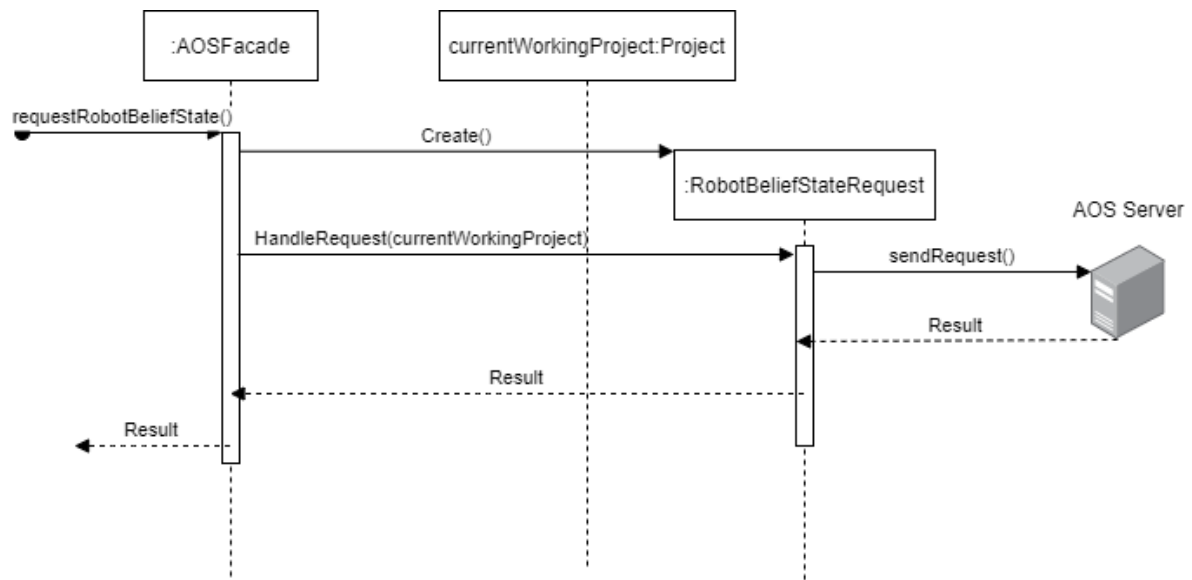 :AOSFacade
currentWorkingProject:Project
requestRobotBeliefState()
Create()
:RobotBeliefStateRequest
AOS Server
HandleRequest(currentWorkingProject)
sendRequest()
Result
Result
Result